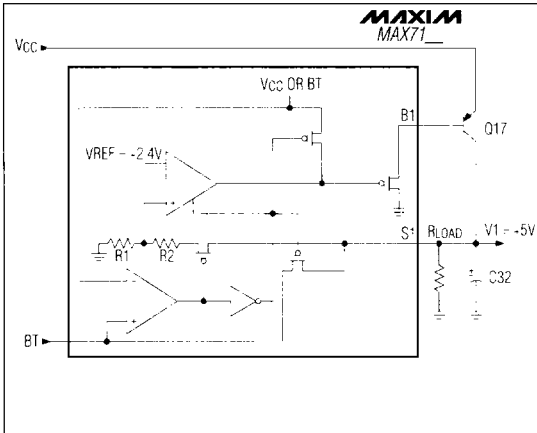 MAXIM
MAX71__
VCC
VCC OR BT
B1
Q17
VREF = -2.4V
S1
RLOAD
V1 = +5V
R1
R2
C32
BT